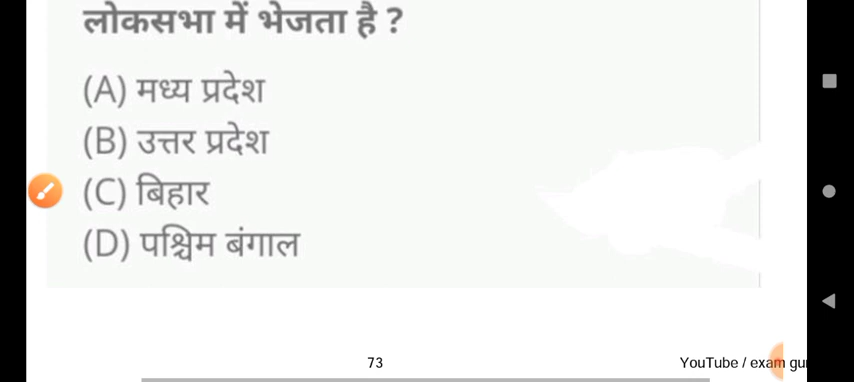 लोकसभा में भेजता है ?
(A) मध्य प्रदेश
(B) उत्तर प्रदेश
(C) बिहार
(D) पश्चिम बंगाल
73
YouTube / exam